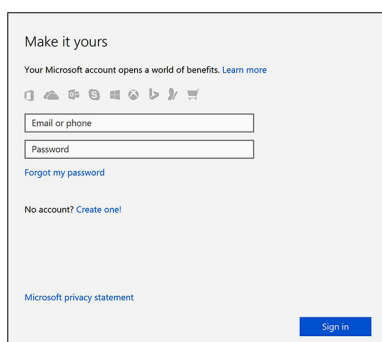 Make it yours
Your Microsoft account opens a world of benefits. Learn more
Email or phone
Password
Forgot my password
No account? Create one!
Microsoft privacy statement
Sign in